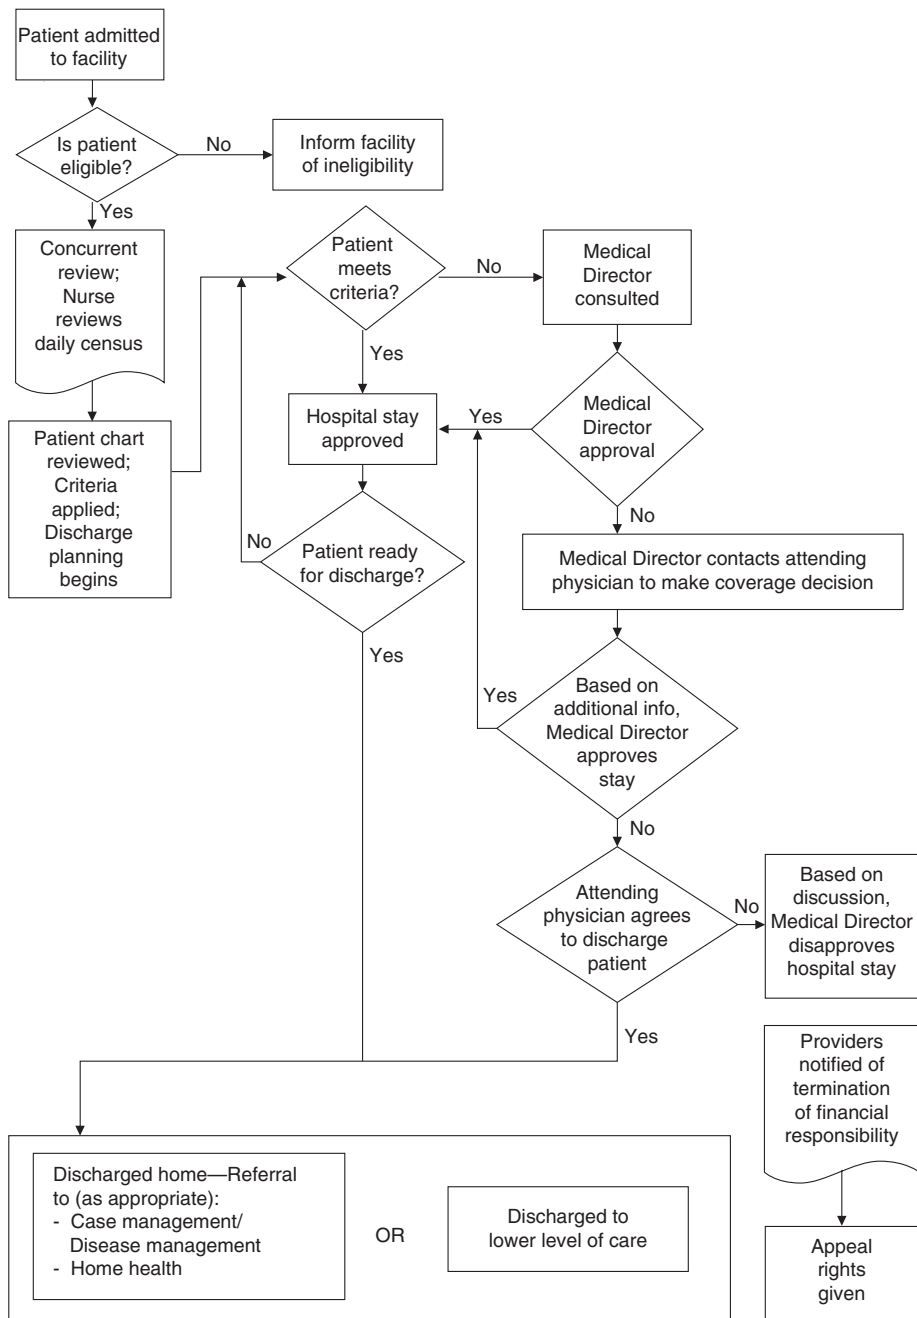 Patient admitted
to facility
Is patient
eligible?
No
Inform facility
of ineligibility
Yes
Concurrent
review;
Nurse
reviews
daily census
Patient
meets
criteria?
No
Medical
Director
consulted
Yes
Patient chart
reviewed;
Criteria
applied;
Discharge
planning
begins
Hospital stay
approved
Yes
Medical
Director
approval
No
No
Patient ready
for discharge?
Medical Director contacts attending
physician to make coverage decision
Yes
Yes
Based on
additional info,
Medical Director
approves
stay
No
Attending
physician agrees
to discharge
patient
No
Based on
discussion,
Medical Director
disapproves
hospital stay
Yes
Providers
notified of
termination
of financial
responsibility
Discharged home—Referral
to (as appropriate):
- Case management/
Disease management
- Home health
OR
Discharged to
lower level of care
Appeal
rights
given